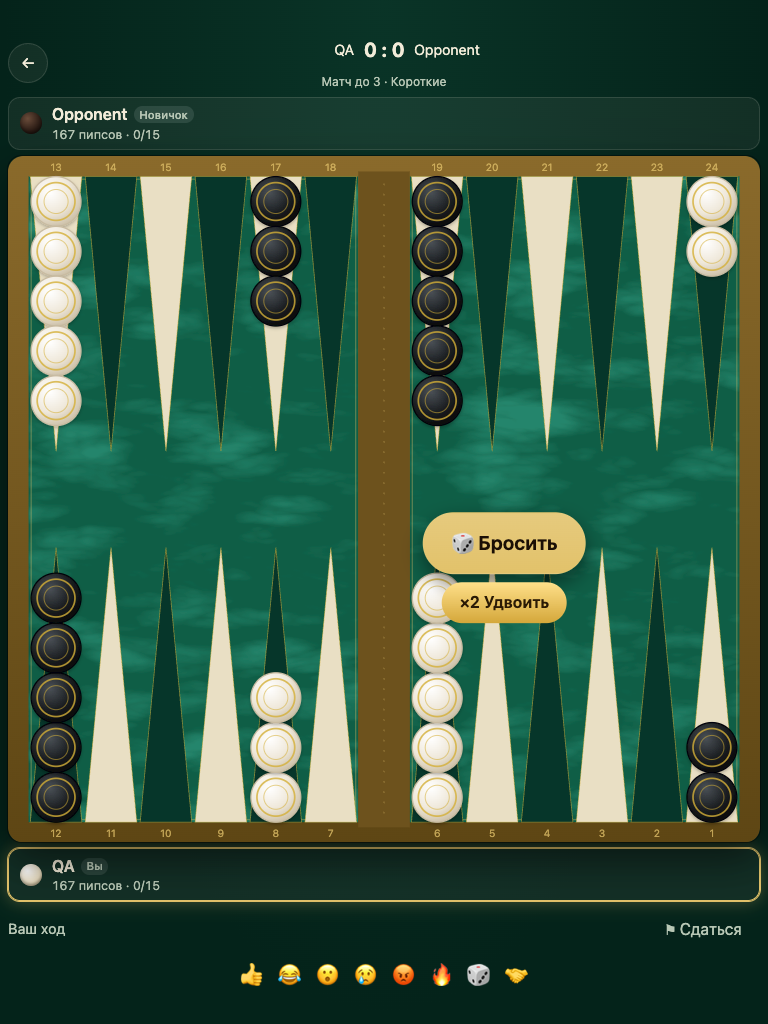 QA 0 : 0 Opponent
Матч до 3 · Короткие
Opponent Новичок
167 пипсов · 0/15
13 14 15 16 17 18 19 20 21 22 23 24
Бросить
×2 Удвоить
12 11 10 9 8 7 6 5 4 3 2 1
QA Вы
167 пипсов · 0/15
Ваш ход
Сдаться